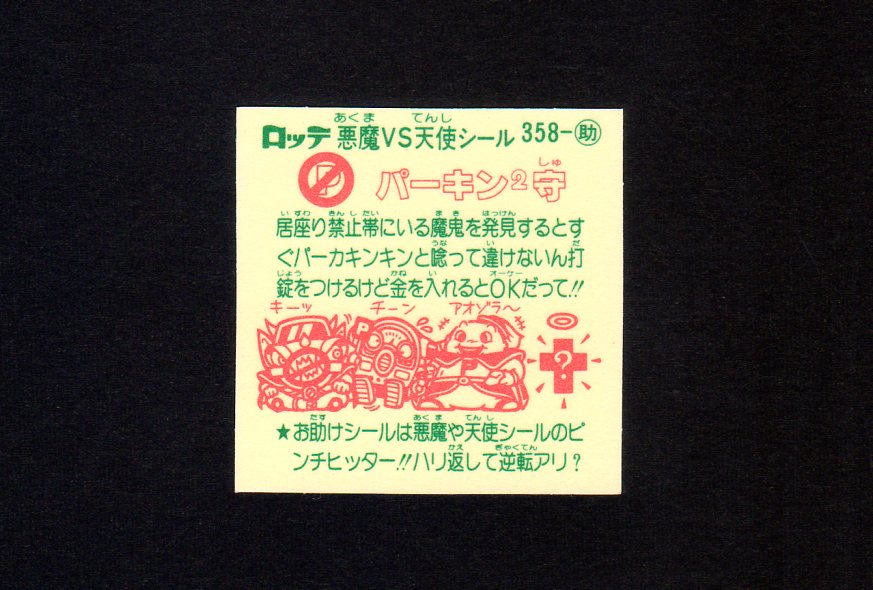 ロッテ 悪魔VS天使シール 358-助
パーキン2守
居座り禁止帯にいる魔鬼を発見するとす
ぐパーカキンキンと唸って違けないん打
錠をつけるけど金を入れるとOKだって!!
キーッ チーン アオゾラ〜
P
?
★お助けシールは悪魔や天使シールのピ
ンチヒッター!!ハリ返して逆転アリ?